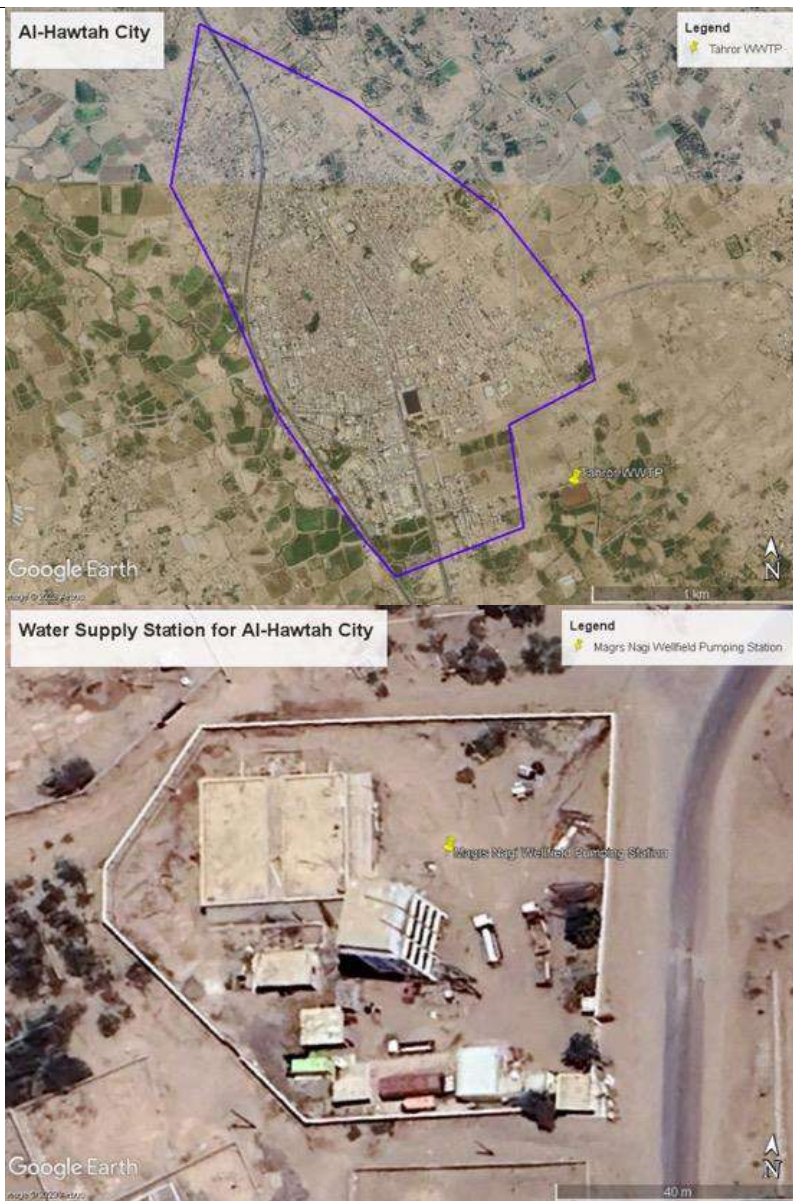 Al-Hawtah City
Legend
Tahror WWTP
Tahror WWTP
Google Earth
N
1 km
Water Supply Station for Al-Hawtah City
Legend
Magrs Nagi Wellfield Pumping Station
Magrs Nagi Wellfield Pumping Station
Google Earth
N
40 m